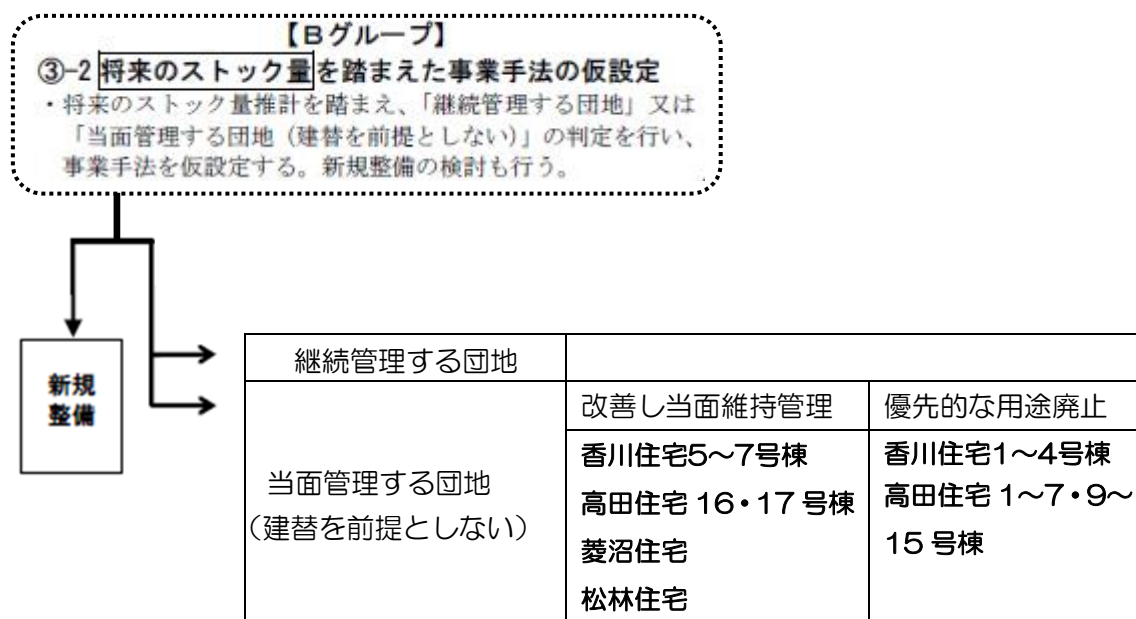 【Bグループ】
③-2 将来のストック量を踏まえた事業手法の仮設定
・将来のストック量推計を踏まえ、「継続管理する団地」又は
「当面管理する団地（建替を前提としない）」の判定を行い、
事業手法を仮設定する。新規整備の検討も行う。
新規
整備
継続管理する団地
当面管理する団地
（建替を前提としない）
改善し当面維持管理
香川住宅5～7号棟
高田住宅 16・17 号棟
菱沼住宅
松林住宅
優先的な用途廃止
香川住宅1～4号棟
高田住宅 1～7・9～
15 号棟